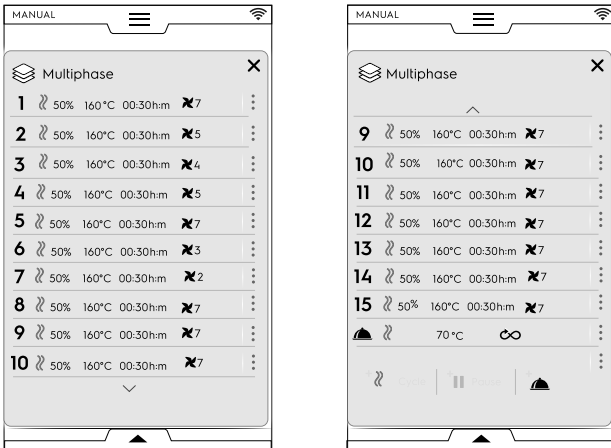 MANUAL
Multiphase
1 50% 160°C 00:30h:m 7
2 50% 160°C 00:30h:m 5
3 50% 160°C 00:30h:m 4
4 50% 160°C 00:30h:m 5
5 50% 160°C 00:30h:m 7
6 50% 160°C 00:30h:m 3
7 50% 160°C 00:30h:m 2
8 50% 160°C 00:30h:m 7
9 50% 160°C 00:30h:m 7
10 50% 160°C 00:30h:m 7
MANUAL
Multiphase
9 50% 160°C 00:30h:m 7
10 50% 160°C 00:30h:m 7
11 50% 160°C 00:30h:m 7
12 50% 160°C 00:30h:m 7
13 50% 160°C 00:30h:m 7
14 50% 160°C 00:30h:m 7
15 50% 160°C 00:30h:m 7
70 °C
Cycle Pause